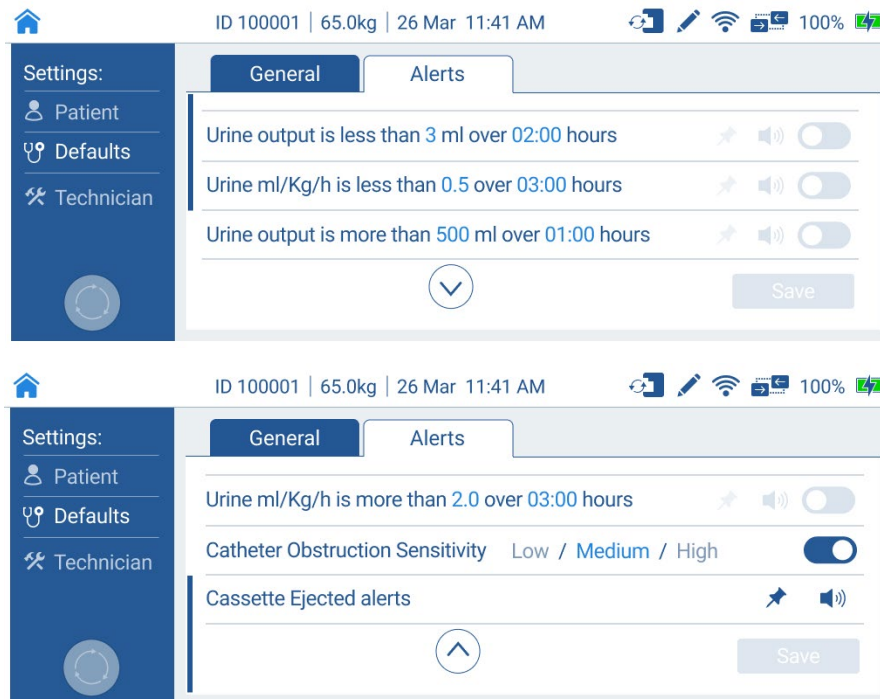 ID 100001 | 65.0kg | 26 Mar 11:41 AM 100%
Settings:
General Alerts
Patient
Defaults
Technician
Urine output is less than 3 ml over 02:00 hours
Urine ml/Kg/h is less than 0.5 over 03:00 hours
Urine output is more than 500 ml over 01:00 hours
Save
ID 100001 | 65.0kg | 26 Mar 11:41 AM 100%
Settings:
General Alerts
Patient
Defaults
Technician
Urine ml/Kg/h is more than 2.0 over 03:00 hours
Catheter Obstruction Sensitivity Low / Medium / High
Cassette Ejected alerts
Save